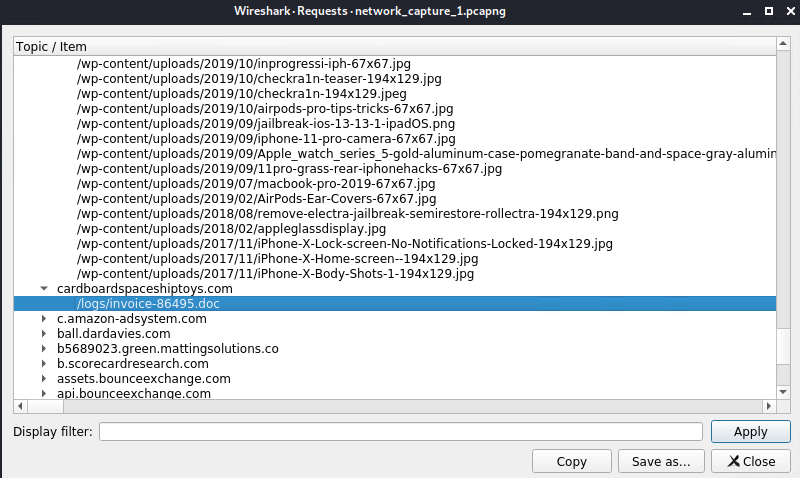 Wireshark · Requests · network_capture_1.pcapng
Topic / Item
/wp-content/uploads/2019/10/inprogressi-iph-67x67.jpg
/wp-content/uploads/2019/10/checkra1n-teaser-194x129.jpg
/wp-content/uploads/2019/10/checkra1n-194x129.jpeg
/wp-content/uploads/2019/10/airpods-pro-tips-tricks-67x67.jpg
/wp-content/uploads/2019/09/jailbreak-ios-13-13-1-ipadOS.png
/wp-content/uploads/2019/09/iphone-11-pro-camera-67x67.jpg
/wp-content/uploads/2019/09/Apple_watch_series_5-gold-aluminum-case-pomegranate-band-and-space-gray-alumin
/wp-content/uploads/2019/09/11pro-grass-rear-iphonehacks-67x67.jpg
/wp-content/uploads/2019/07/macbook-pro-2019-67x67.jpg
/wp-content/uploads/2019/02/AirPods-Ear-Covers-67x67.jpg
/wp-content/uploads/2018/08/remove-electra-jailbreak-semirestore-rollectra-194x129.png
/wp-content/uploads/2018/02/appleglassdisplay.jpg
/wp-content/uploads/2017/11/iPhone-X-Lock-screen-No-Notifications-Locked-194x129.jpg
/wp-content/uploads/2017/11/iPhone-X-Home-screen--194x129.jpg
/wp-content/uploads/2017/11/iPhone-X-Body-Shots-1-194x129.jpg
cardboardspaceshiptoys.com
/logs/invoice-86495.doc
c.amazon-adsystem.com
ball.dardavies.com
b5689023.green.mattingsolutions.co
b.scorecardresearch.com
assets.bounceexchange.com
api.bounceexchange.com
Display filter:
Apply
Copy
Save as…
Close